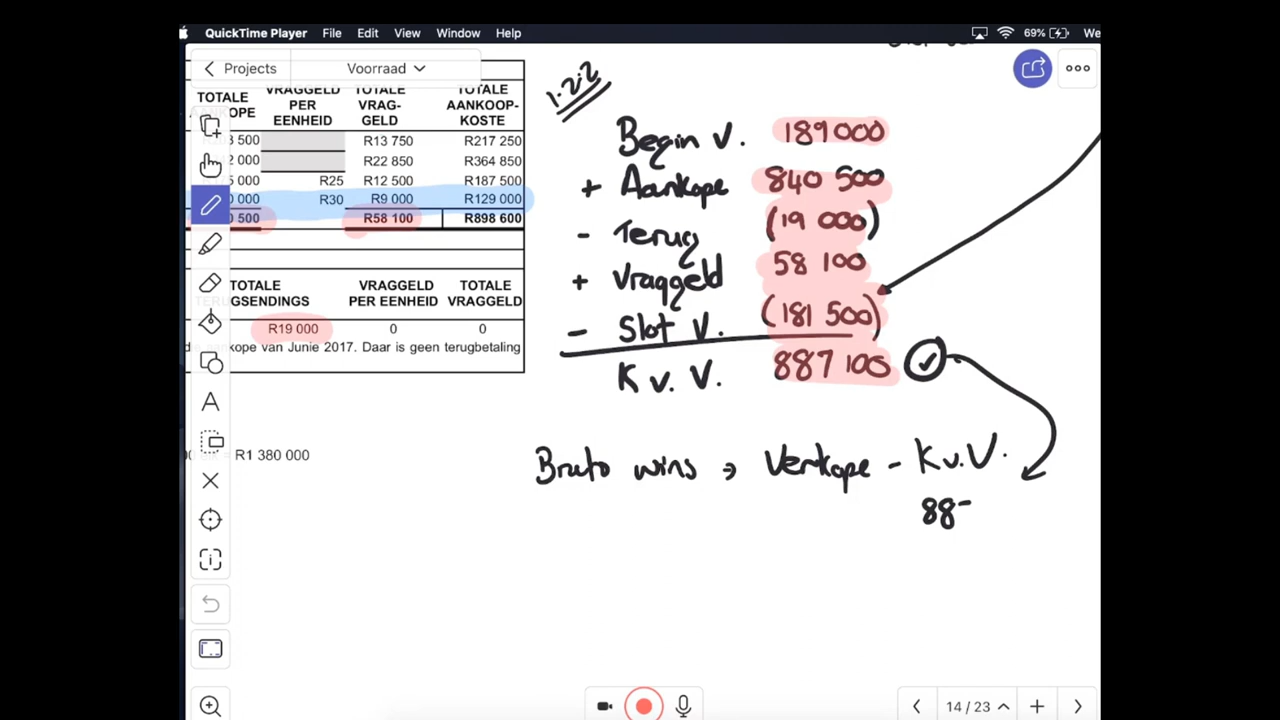 QuickTime Player File Edit View Window Help 69% We
Projects Voorraad
TOTALE VRAGGELD TOTALE TOTALE
PER VRAG- AANKOOP-
EENHEID GELD KOSTE
500 R13 750 R217 250
2 000 R22 850 R364 850
5 000 R25 R12 500 R187 500
0 000 R30 R9 000 R129 000
500 R58 100 R898 600
TOTALE VRAGGELD TOTALE
PER EENHEID VRAGGELD
R19 000 0 0
aankope van Junie 2017. Daar is geen terugbetaling
R1 380 000
1.2.2
Begin V. 189 000
+ Aankope 840 500
- Terug (19 000)
+ Vraggeld 58 100
- Slot V. (181 500)
K v. V. 887 100
Bruto wins → Verkope - K v. V.
88
14 / 23